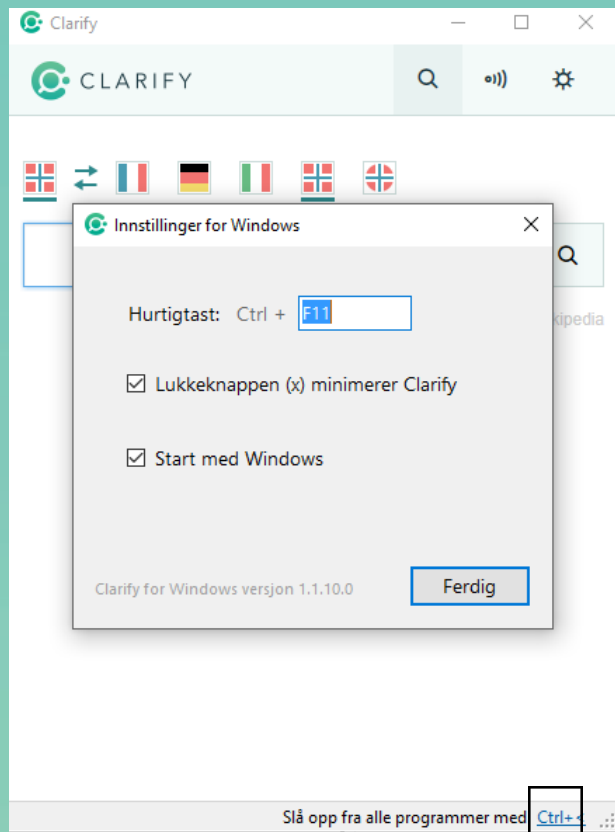 Clarify
CLARIFY
Innstillinger for Windows
kipedia
Hurtigtast: Ctrl + F11
Lukkeknappen (x) minimerer Clarify
Start med Windows
Clarify for Windows versjon 1.1.10.0
Ferdig
Slå opp fra alle programmer med Ctrl+<